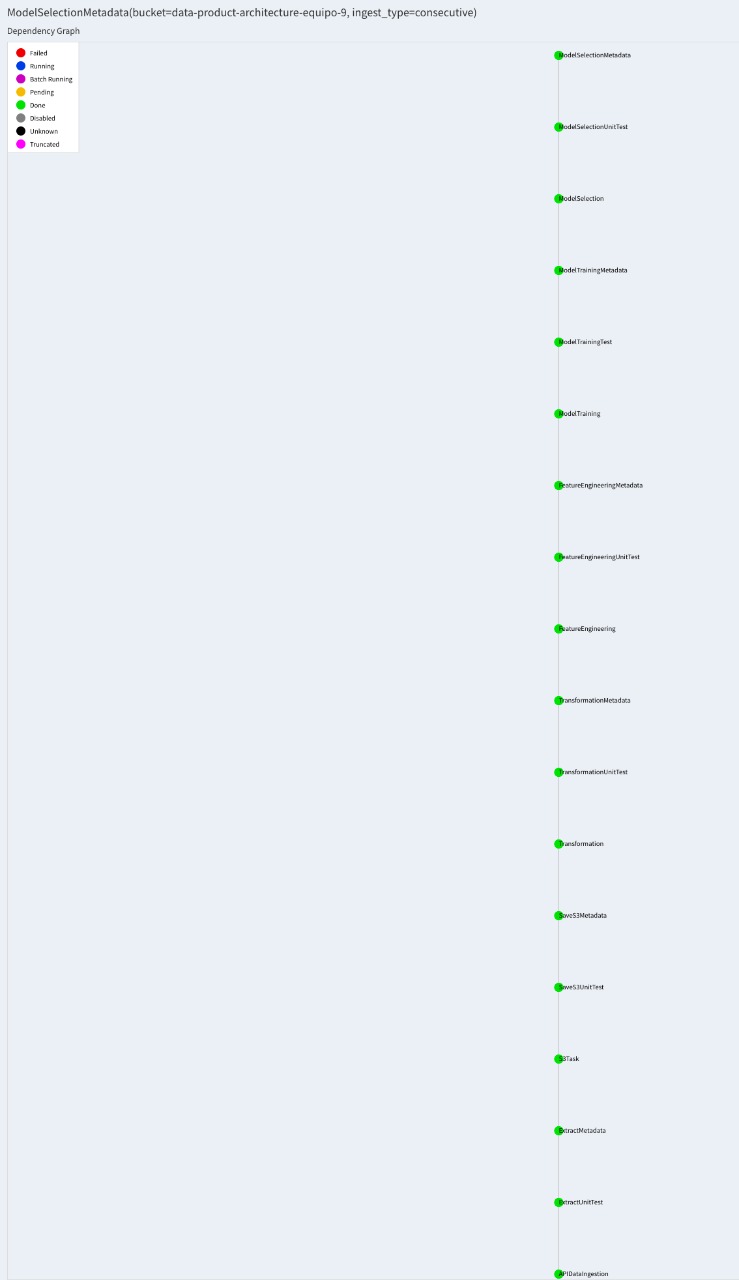 ModelSelectionMetadata(bucket=data-product-architecture-equipo-9, ingest_type=consecutive)
Dependency Graph
Failed
Running
Batch Running
Pending
Done
Disabled
Unknown
Truncated
ModelSelectionMetadata
ModelSelectionUnitTest
ModelSelection
ModelTrainingMetadata
ModelTrainingTest
ModelTraining
FeatureEngineeringMetadata
FeatureEngineeringUnitTest
FeatureEngineering
TransformationMetadata
TransformationUnitTest
Transformation
SaveS3Metadata
SaveS3UnitTest
S3Task
ExtractMetadata
ExtractUnitTest
APIDataIngestion